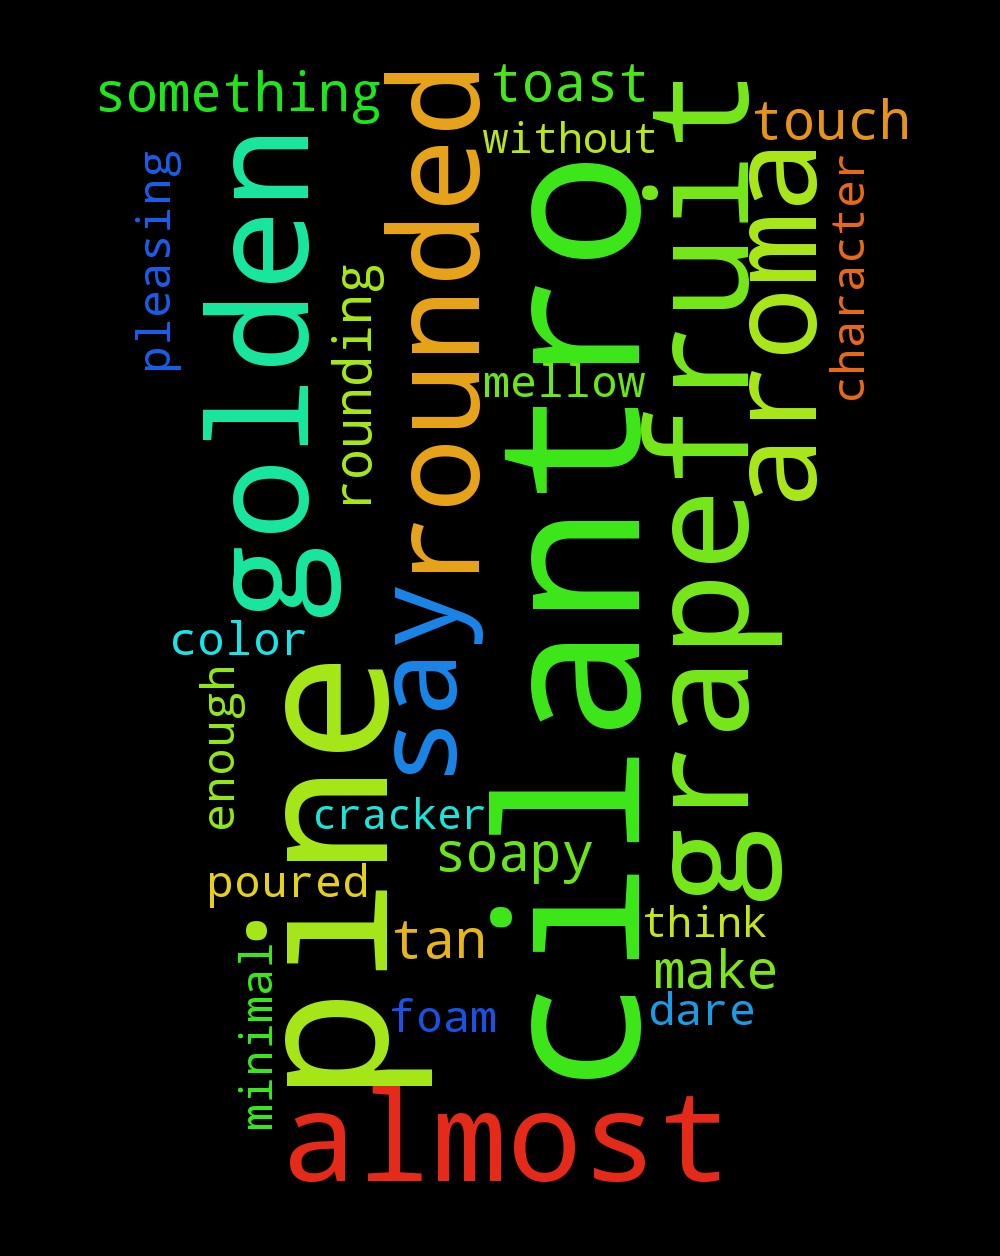 something
toast
touch
without
pleasing
golden
rounding
rounded
mellow
cilantro
grapefruit
aroma
character
say
color
enough
pine
cracker
soapy
poured
tan
think
make
minimal
foam
dare
almost